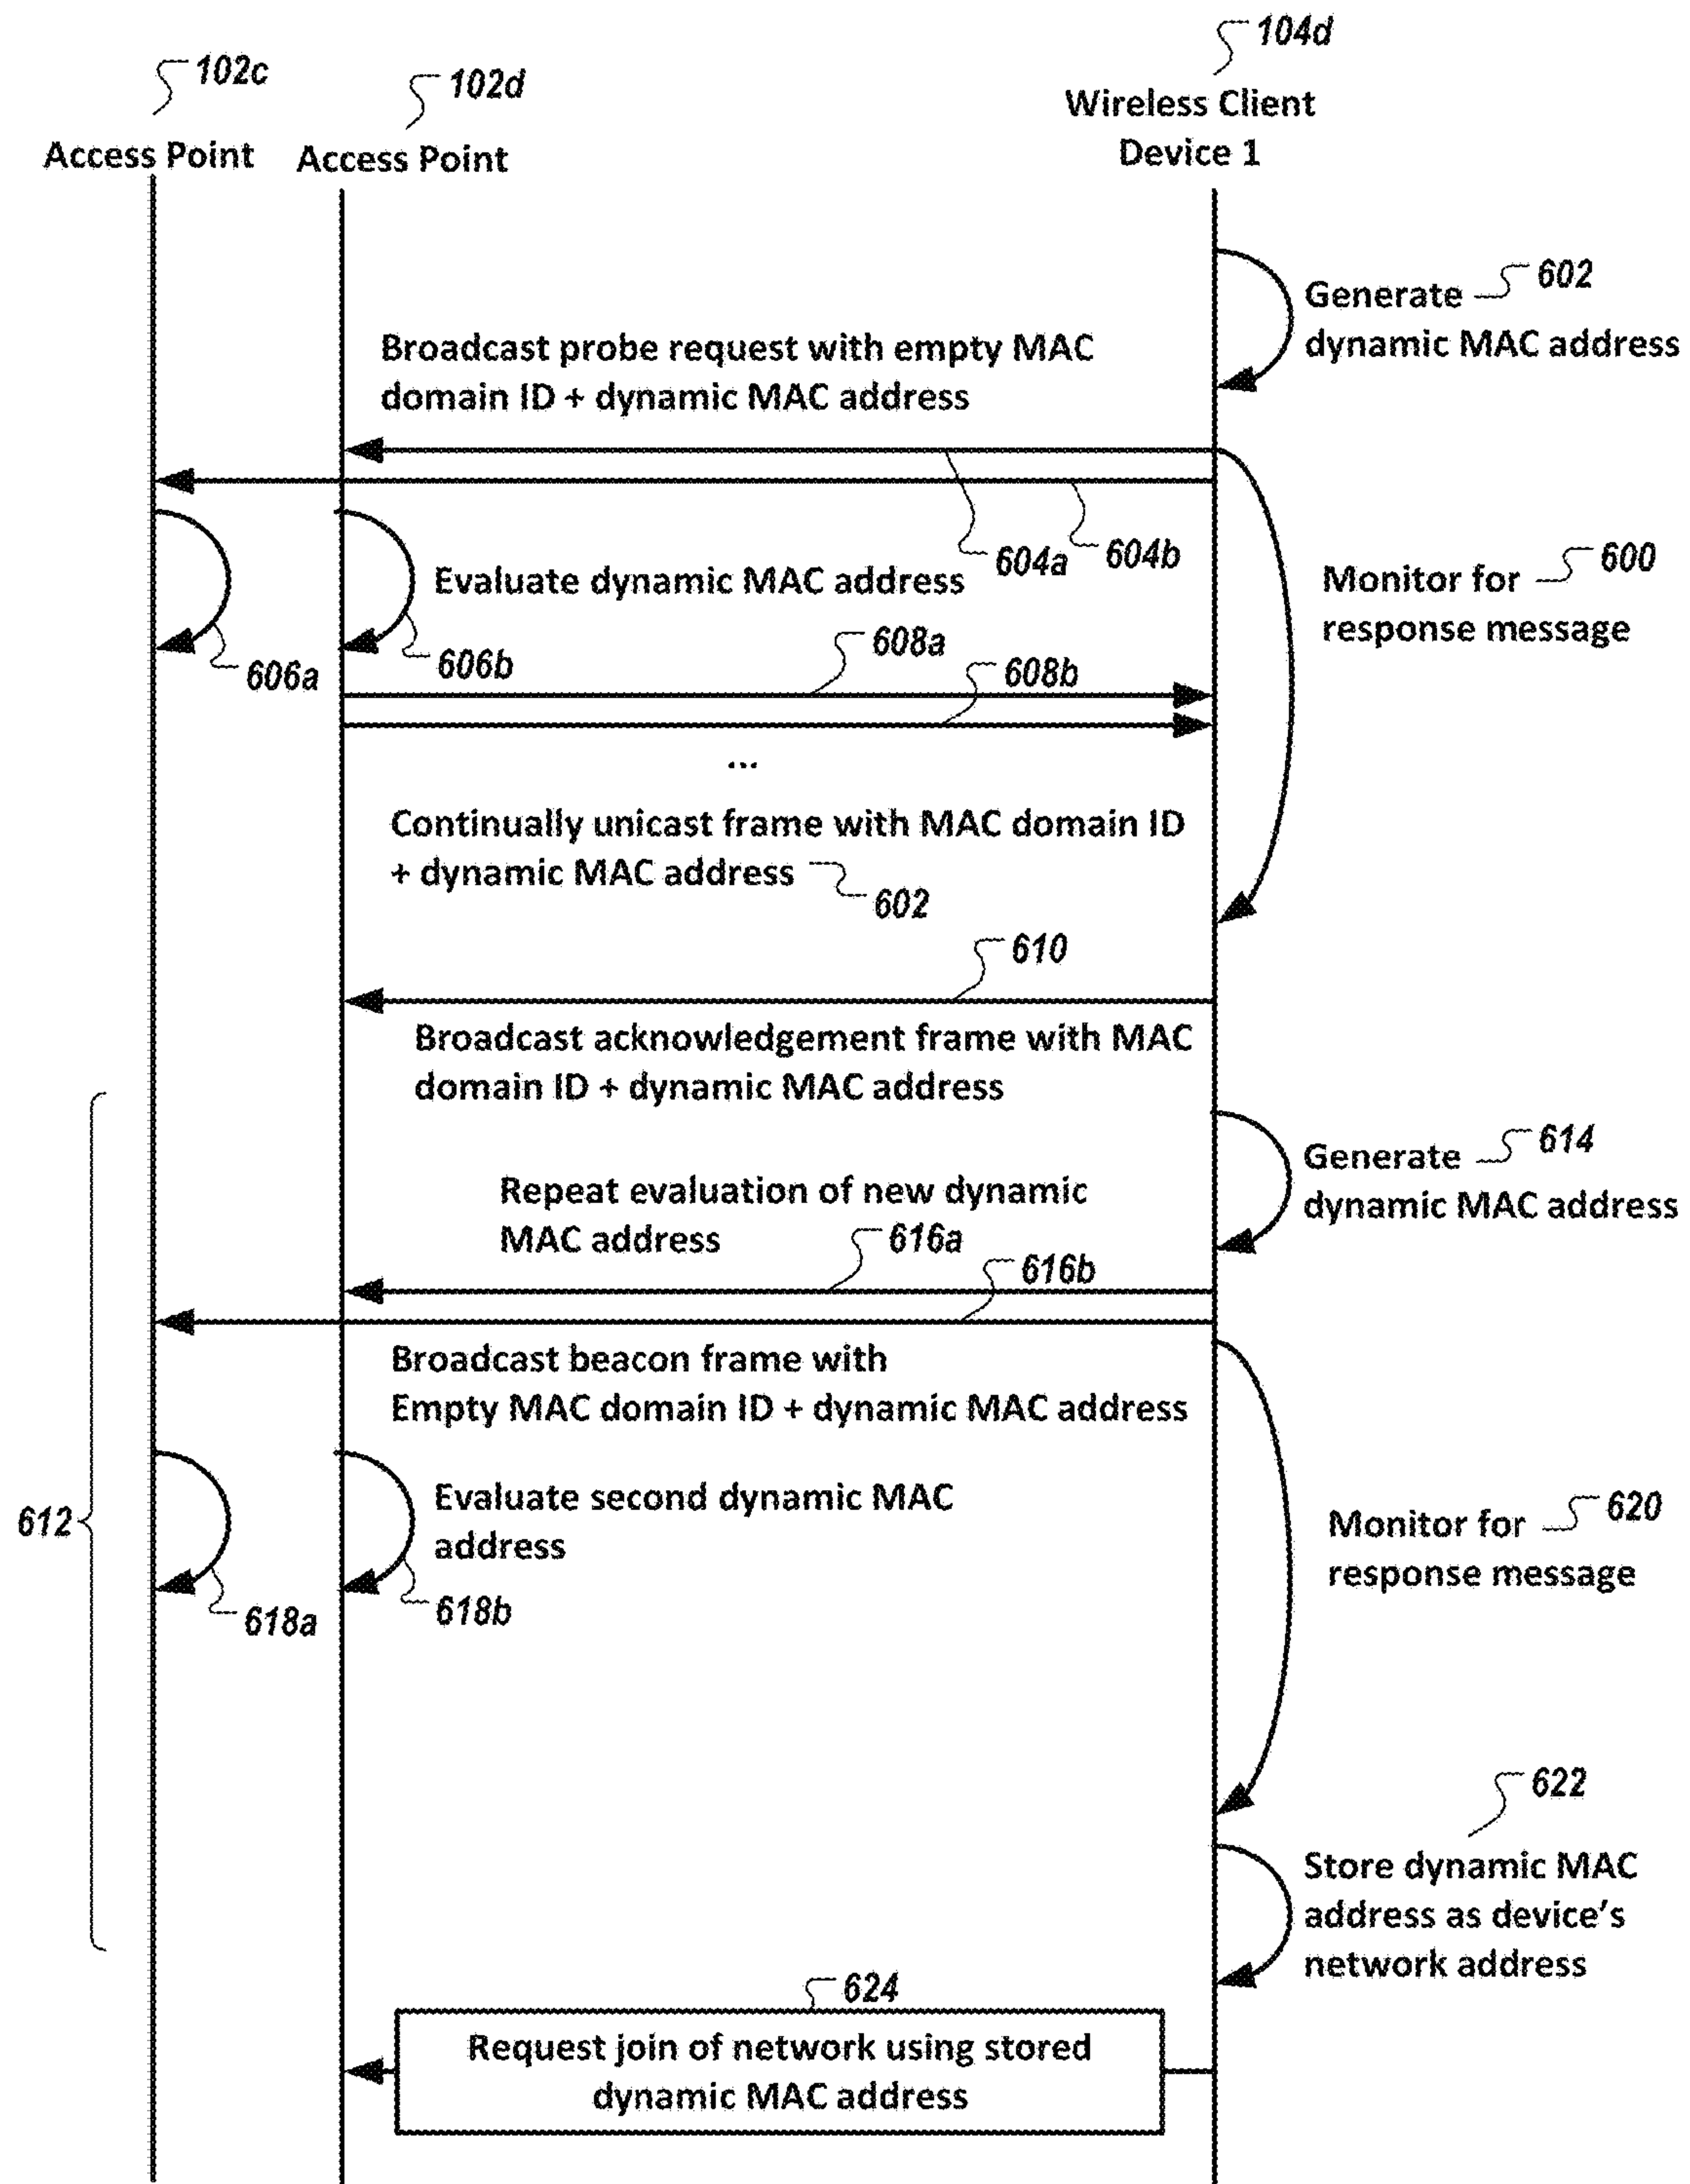 104d
102c
102d
Wireless Client
Device 1
Access Point
Access Point
Generate
602
dynamic MAC address
Broadcast probe request with empty MAC
domain ID + dynamic MAC address
604a
604b
Monitor for
600
response message
Evaluate dynamic MAC address
606a
606b
608a
608b
...
Continually unicast frame with MAC domain ID
+ dynamic MAC address
602
610
Broadcast acknowledgement frame with MAC
domain ID + dynamic MAC address
Generate
614
dynamic MAC address
Repeat evaluation of new dynamic
MAC address
616a
616b
Broadcast beacon frame with
Empty MAC domain ID + dynamic MAC address
612
Evaluate second dynamic MAC
address
618a
618b
Monitor for
620
response message
622
Store dynamic MAC
address as device's
network address
624
Request join of network using stored
dynamic MAC address